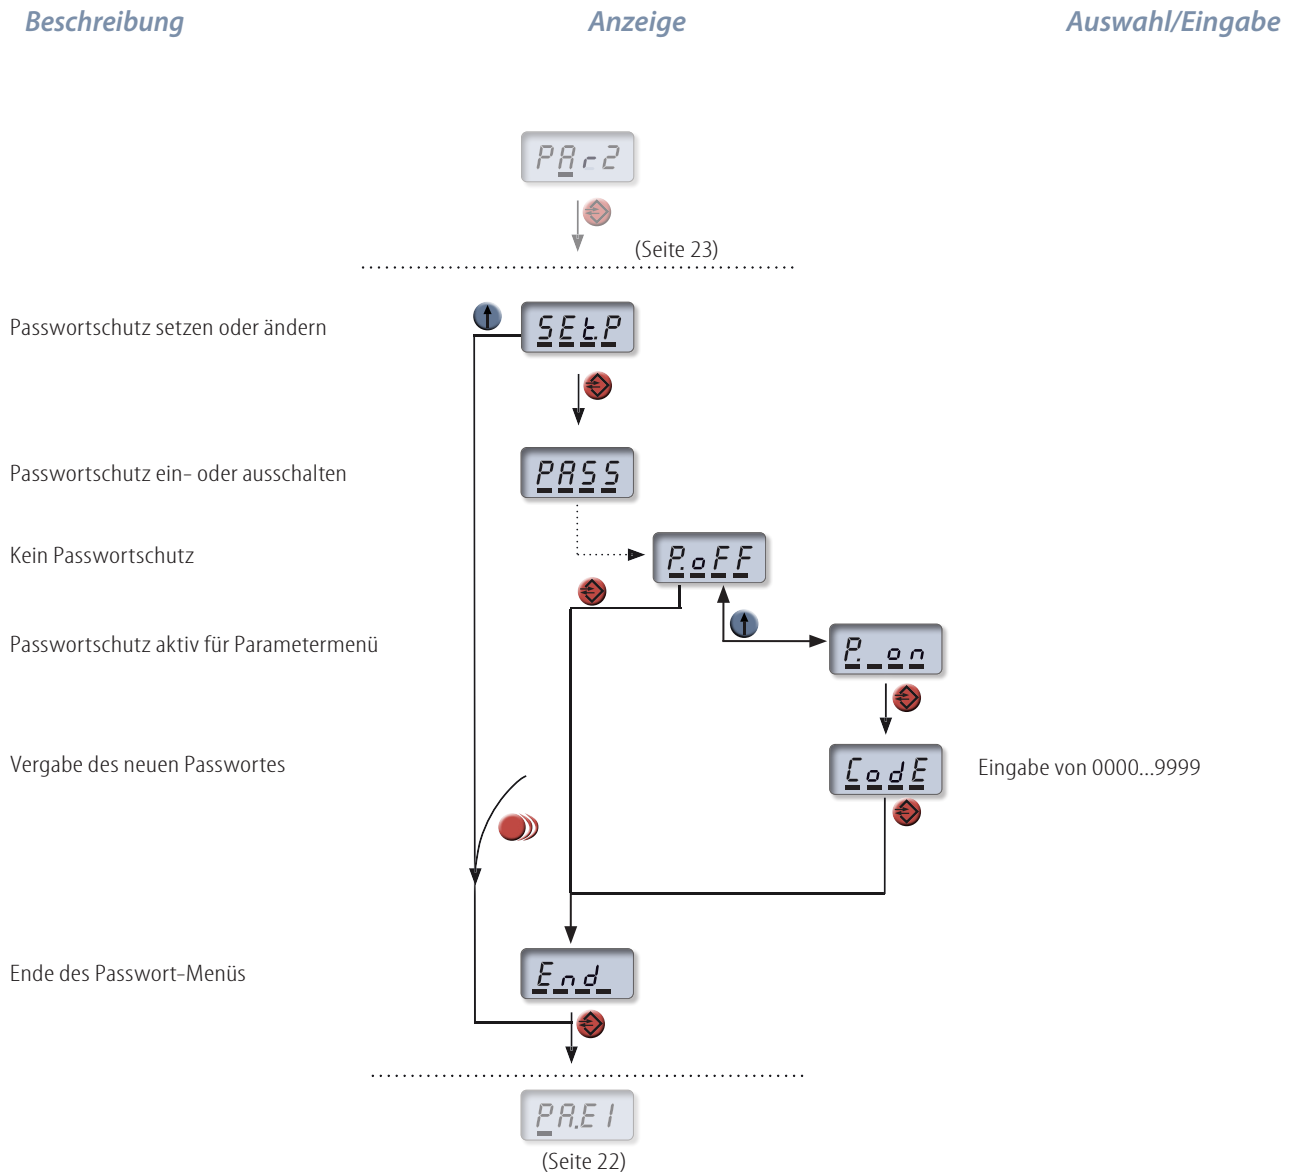 Beschreibung Anzeige Auswahl/Eingabe
PAr2
(Seite 23)
Passwortschutz setzen oder ändern SEt.P
Passwortschutz ein- oder ausschalten PASS
Kein Passwortschutz P.oFF
Passwortschutz aktiv für Parametermenü P._on
Vergabe des neuen Passwortes CodE Eingabe von 0000...9999
Ende des Passwort-Menüs End_
PA.E1
(Seite 22)